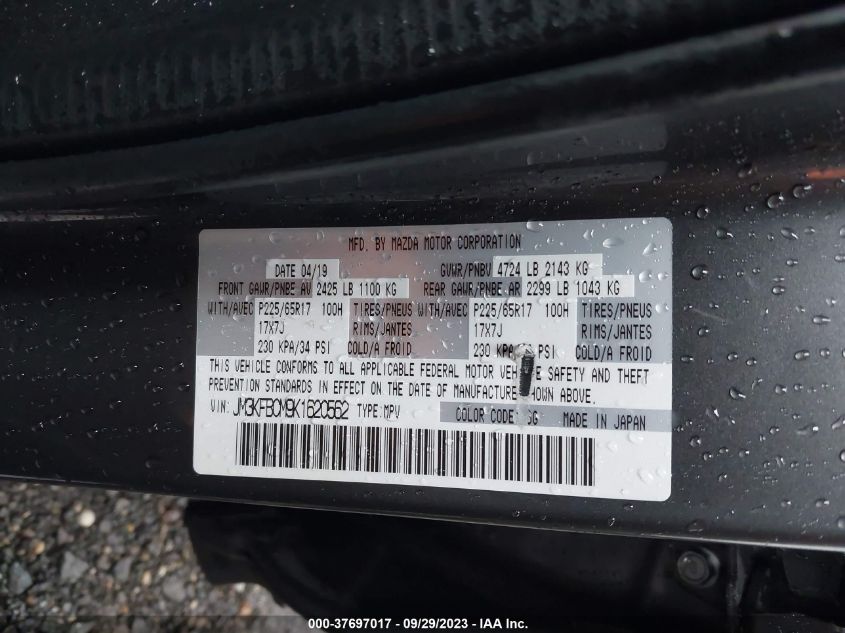 MFD. BY MAZDA MOTOR CORPORATION
DATE 04/19 GVWR/PNBV 4724 LB 2143 KG
FRONT GAWR/PNBE AV 2425 LB 1100 KG REAR GAWR/PNBE AR 2299 LB 1043 KG
WITH/AVEC P225/65R17 100H TIRES/PNEUS WITH/AVEC P225/65R17 100H TIRES/PNEUS
17X7J RIMS/JANTES 17X7J RIMS/JANTES
230 KPA/34 PSI COLD/A FROID 230 KPA PSI COLD/A FROID
THIS VEHICLE CONFORMS TO ALL APPLICABLE FEDERAL MOTOR VEHICLE SAFETY AND THEFT
PREVENTION STANDARDS IN EFFECT ON THE DATE OF MANUFACTURE SHOWN ABOVE.
VIN: JM3KFBCM9K1620562 TYPE:MPV COLOR CODE: MADE IN JAPAN
000-37697017 - 09/29/2023 - IAA Inc.